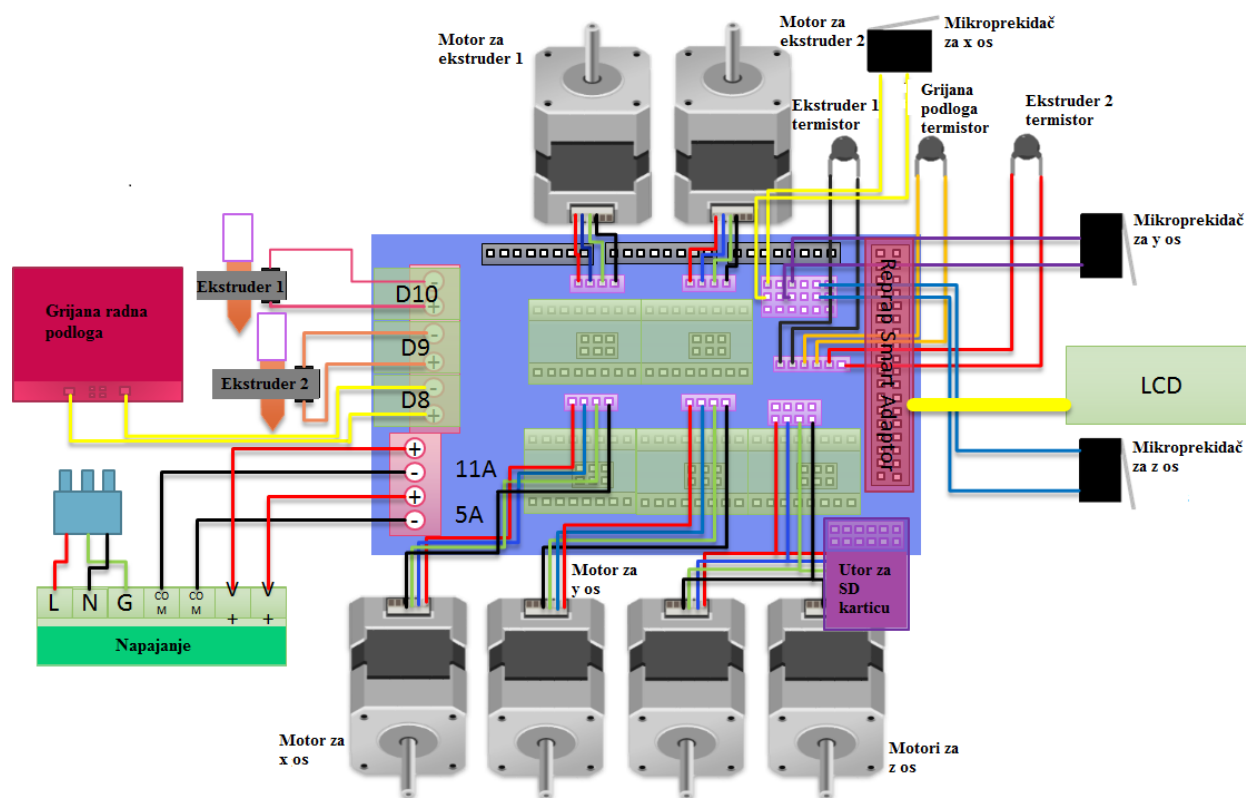 Motor za
ekstruder 1
Motor za
ekstruder 2
Mikroprekidač
za x os
Ekstruder 1
termistor
Grijana
podloga
termistor
Ekstruder 2
termistor
Mikroprekidač
za y os
Ekstruder 1
Grijana radna
podloga
Ekstruder 2
D10
D9
D8
Reprap Smart Adaptor
LCD
+
-
+
-
11A
5A
Mikroprekidač
za z os
L
N
G
CO
M
CO
M
V
+
V
+
Napajanje
Motor za
y os
Utor za
SD
karticu
Motor za
x os
Motori za
z os
-
+
-
+
-
+